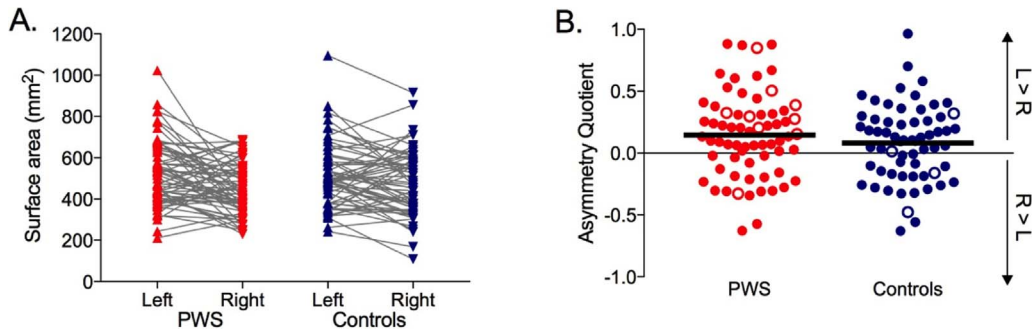 A.
Surface area (mm²)
1200
1000
800
600
400
200
0
Left
Right
Left
Right
PWS
Controls
B.
Asymmetry Quotient
1.0
0.5
0.0
-0.5
-1.0
PWS
Controls
L > R
R > L